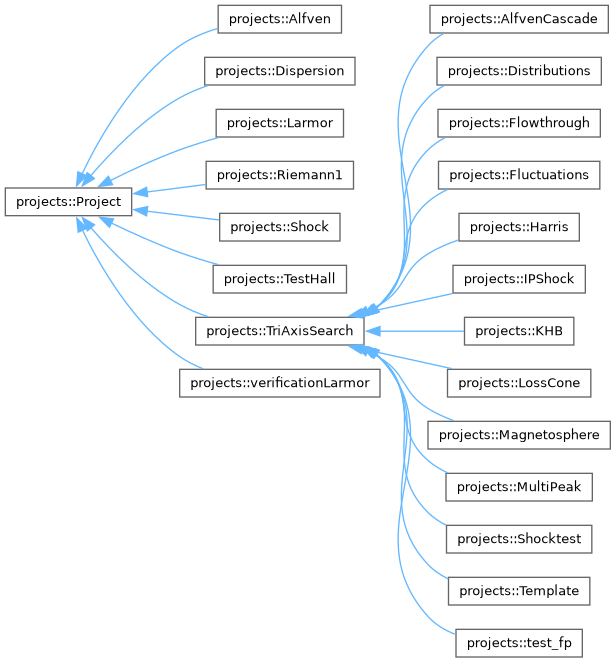 projects::Project
projects::Alfven
projects::Dispersion
projects::Larmor
projects::Riemann1
projects::Shock
projects::TestHall
projects::TriAxisSearch
projects::verificationLarmor
projects::AlfvenCascade
projects::Distributions
projects::Flowthrough
projects::Fluctuations
projects::Harris
projects::IPShock
projects::KHB
projects::LossCone
projects::Magnetosphere
projects::MultiPeak
projects::Shocktest
projects::Template
projects::test_fp